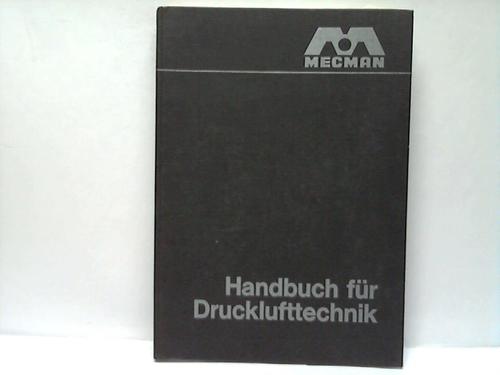 MECMAN
Handbuch für
Drucklufttechnik